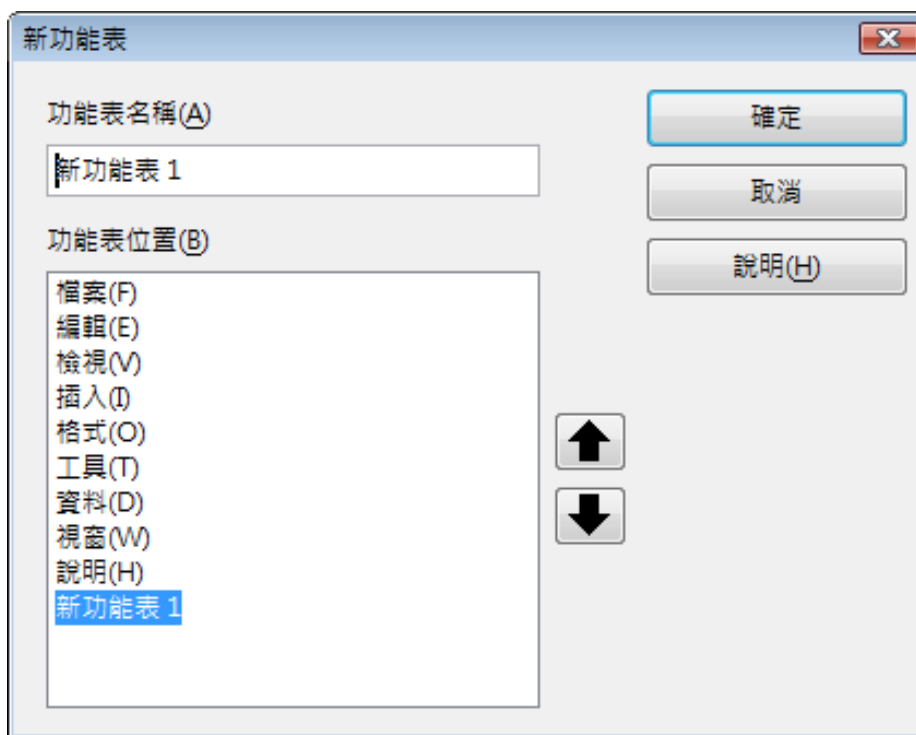 新功能表
功能表名稱(A)
新功能表 1
功能表位置(B)
檔案(F)
編輯(E)
檢視(V)
插入(I)
格式(O)
工具(T)
資料(D)
視窗(W)
說明(H)
新功能表 1
確定
取消
說明(H)